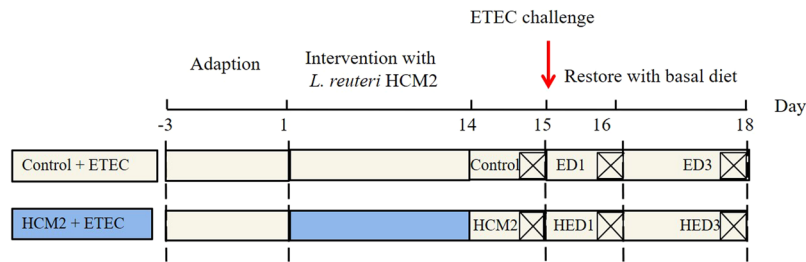 ETEC challenge
Adaption
Intervention with
L. reuteri HCM2
Restore with basal diet
Day
-3 1 14 15 16 18
Control + ETEC Control ED1 ED3
HCM2 + ETEC HCM2 HED1 HED3